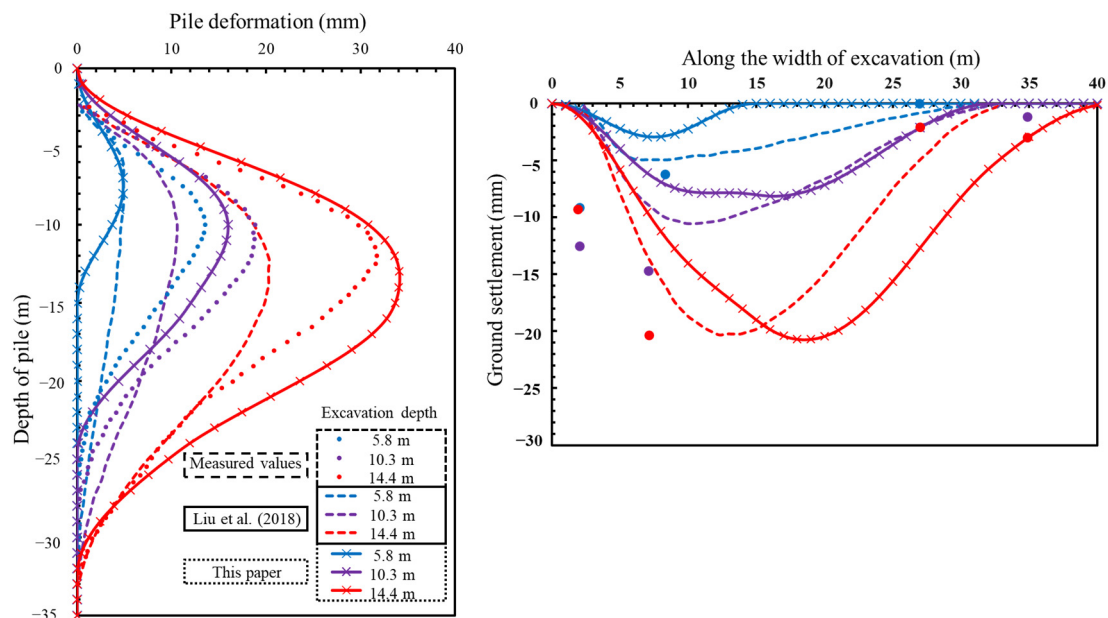 Pile deformation (mm)
0 10 20 30 40
0
−5
−10
−15
−20
−25
−30
−35
Depth of pile (m)
Excavation depth
5.8 m
Measured values 10.3 m
14.4 m
5.8 m
Liu et al. (2018) 10.3 m
14.4 m
5.8 m
This paper 10.3 m
14.4 m
Along the width of excavation (m)
0 5 10 15 20 25 30 35 40
0
−5
−10
−15
−20
−25
−30
Ground settlement (mm)